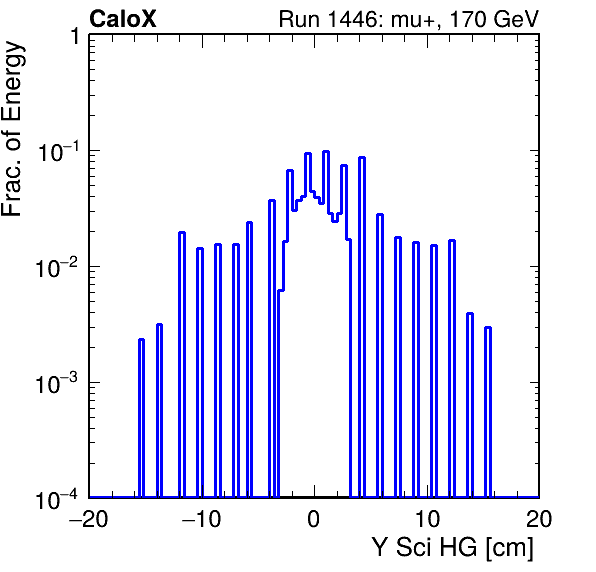 CaloX Run 1446: mu+, 170 GeV
Frac. of Energy
1
10⁻¹
10⁻²
10⁻³
10⁻⁴
−20 −10 0 10 20
Y Sci HG [cm]